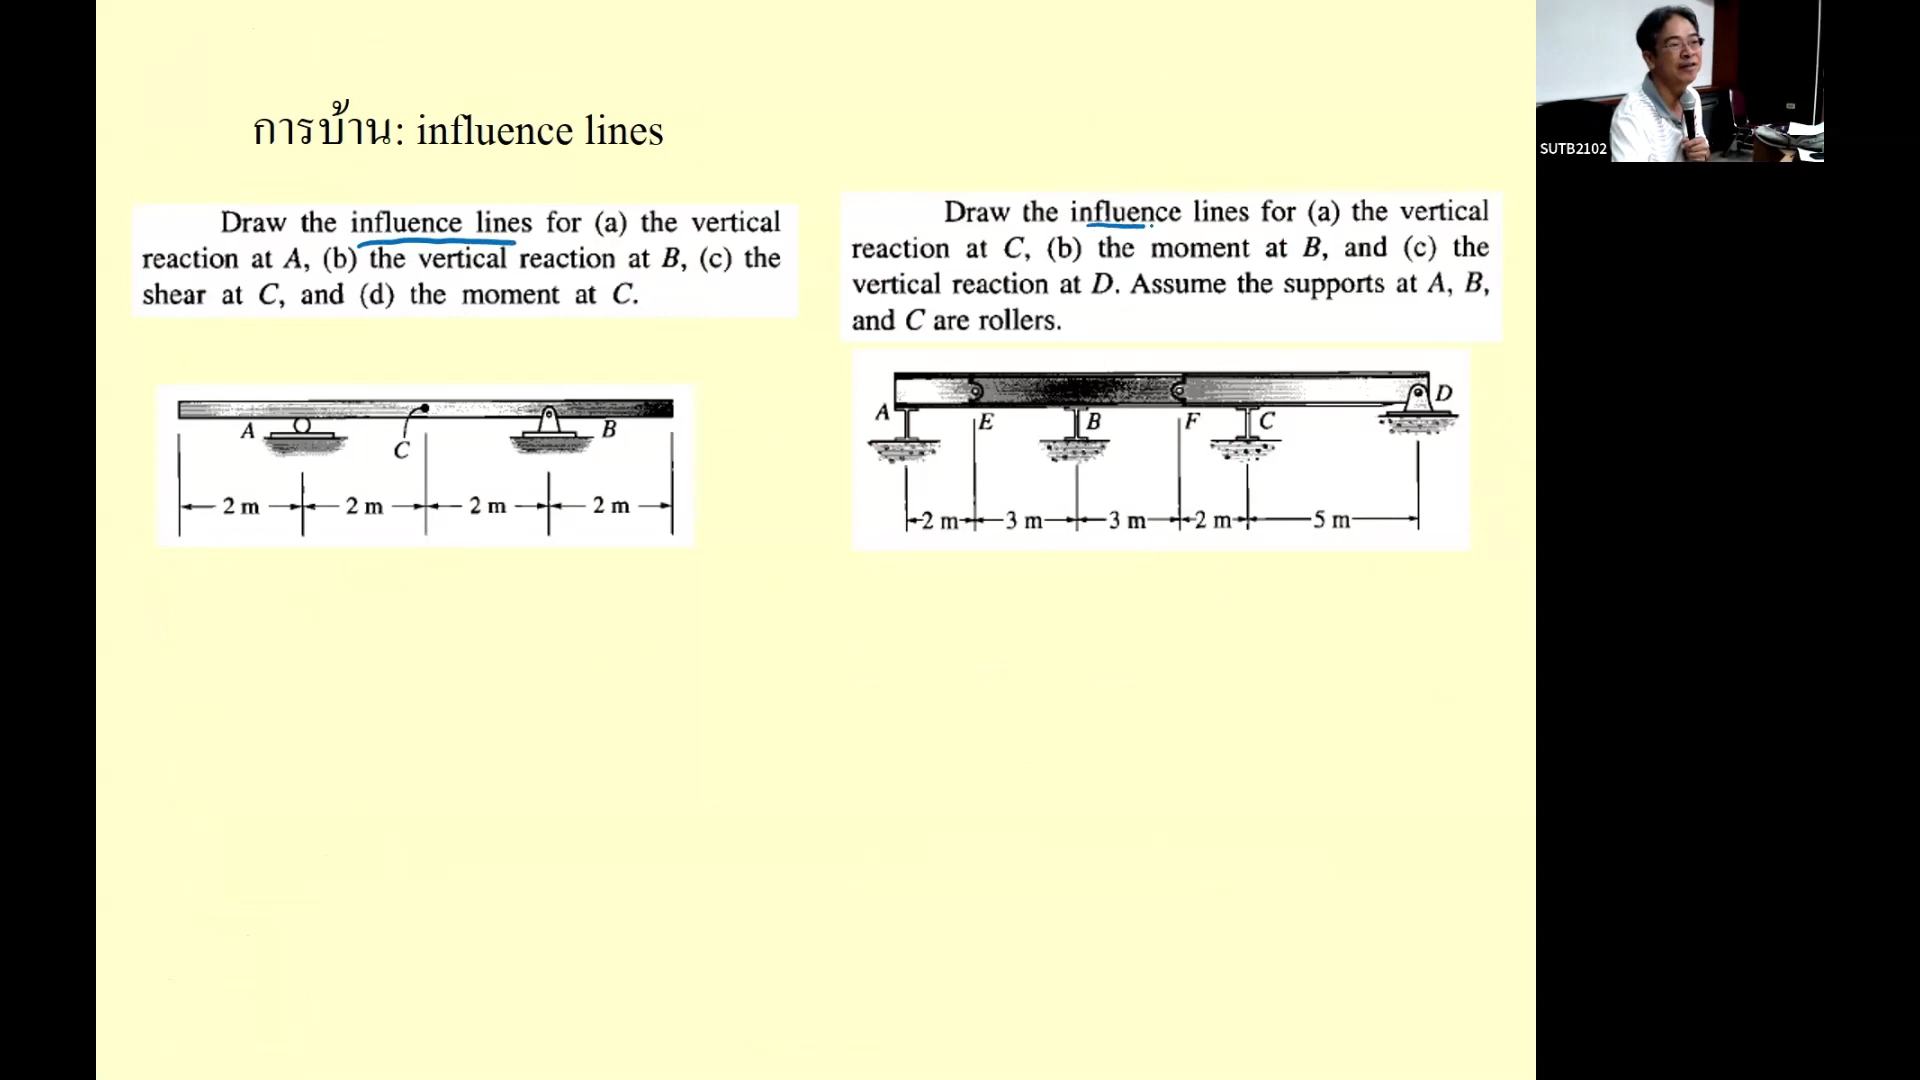 การบ้าน: influence lines
Draw the influence lines for (a) the vertical
reaction at A, (b) the vertical reaction at B, (c) the
shear at C, and (d) the moment at C.
A
C
B
2 m
2 m
2 m
2 m
Draw the influence lines for (a) the vertical
reaction at C, (b) the moment at B, and (c) the
vertical reaction at D. Assume the supports at A, B,
and C are rollers.
A
E
B
F
C
D
2 m
3 m
3 m
2 m
5 m
SUTB2102